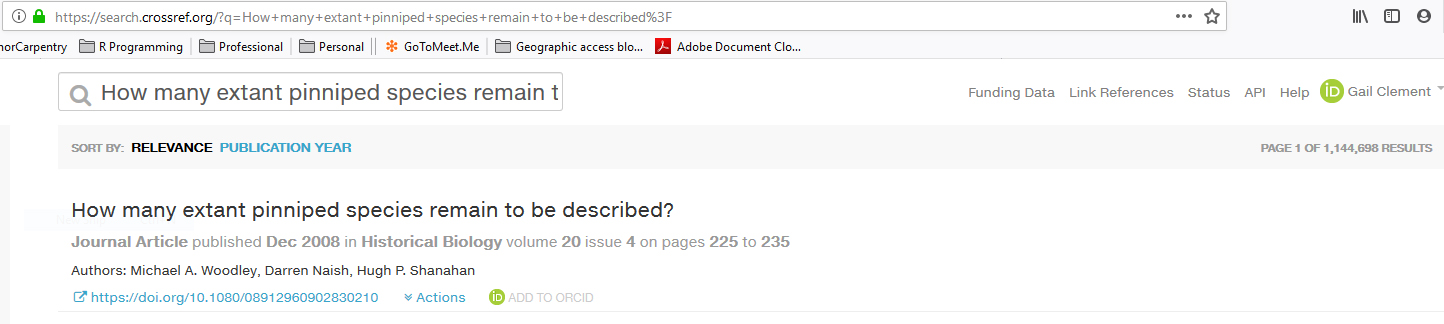 https://search.crossref.org/?q=How+many+extant+pinniped+species+remain+to+be+described%3F
norCarpentry R Programming Professional Personal GoToMeet.Me Geographic access blo... Adobe Document Clo...
How many extant pinniped species remain t
Funding Data Link References Status API Help iD Gail Clement
SORT BY: RELEVANCE PUBLICATION YEAR PAGE 1 OF 1,144,698 RESULTS
How many extant pinniped species remain to be described?
Journal Article published Dec 2008 in Historical Biology volume 20 issue 4 on pages 225 to 235
Authors: Michael A. Woodley, Darren Naish, Hugh P. Shanahan
https://doi.org/10.1080/08912960902830210 Actions iD ADD TO ORCID